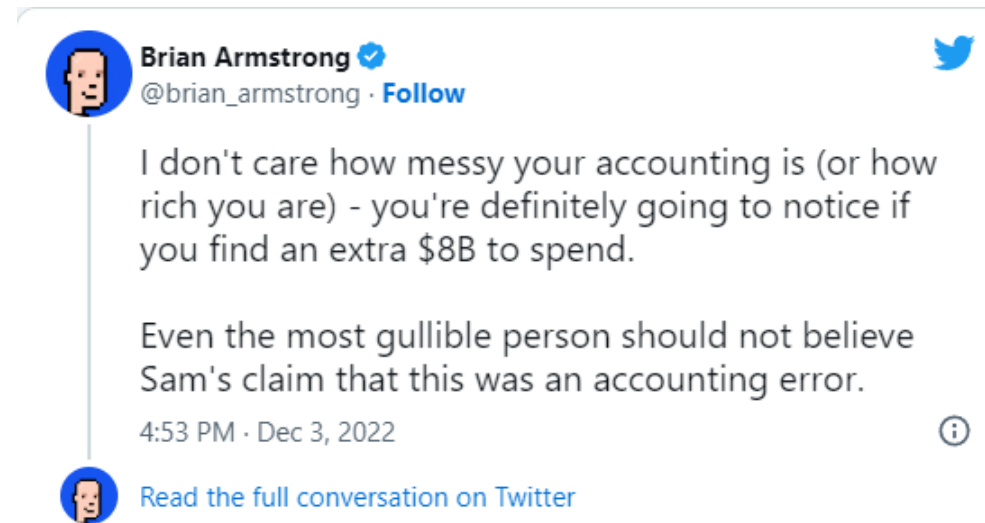 Brian Armstrong
@brian_armstrong · Follow
I don't care how messy your accounting is (or how
rich you are) - you're definitely going to notice if
you find an extra $8B to spend.
Even the most gullible person should not believe
Sam's claim that this was an accounting error.
4:53 PM · Dec 3, 2022
Read the full conversation on Twitter